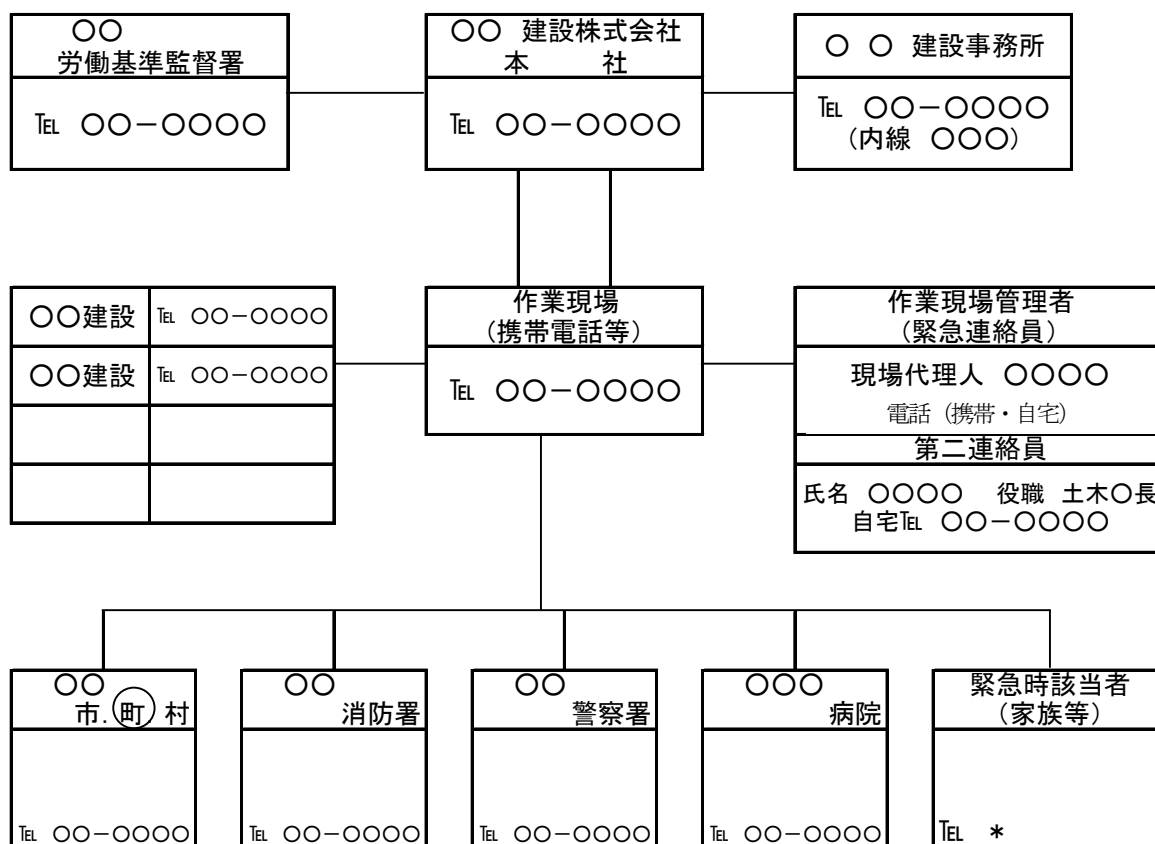 ○○
労働基準監督署
℡ ○○－○○○○
○○ 建設株式会社
本 社
℡ ○○－○○○○
○ ○ 建設事務所
℡ ○○－○○○○
（内線 ○○○）
○○建設 ℡ ○○－○○○○
○○建設 ℡ ○○－○○○○
作業現場
（携帯電話等）
℡ ○○－○○○○
作業現場管理者
（緊急連絡員）
現場代理人 ○○○○
電話（携帯・自宅）
第二連絡員
氏名 ○○○○ 役職 土木○長
自宅℡ ○○－○○○○
○○
市.町.村
℡ ○○－○○○○
○○
消防署
℡ ○○－○○○○
○○
警察署
℡ ○○－○○○○
○○○
病院
℡ ○○－○○○○
緊急時該当者
（家族等）
℡ ＊